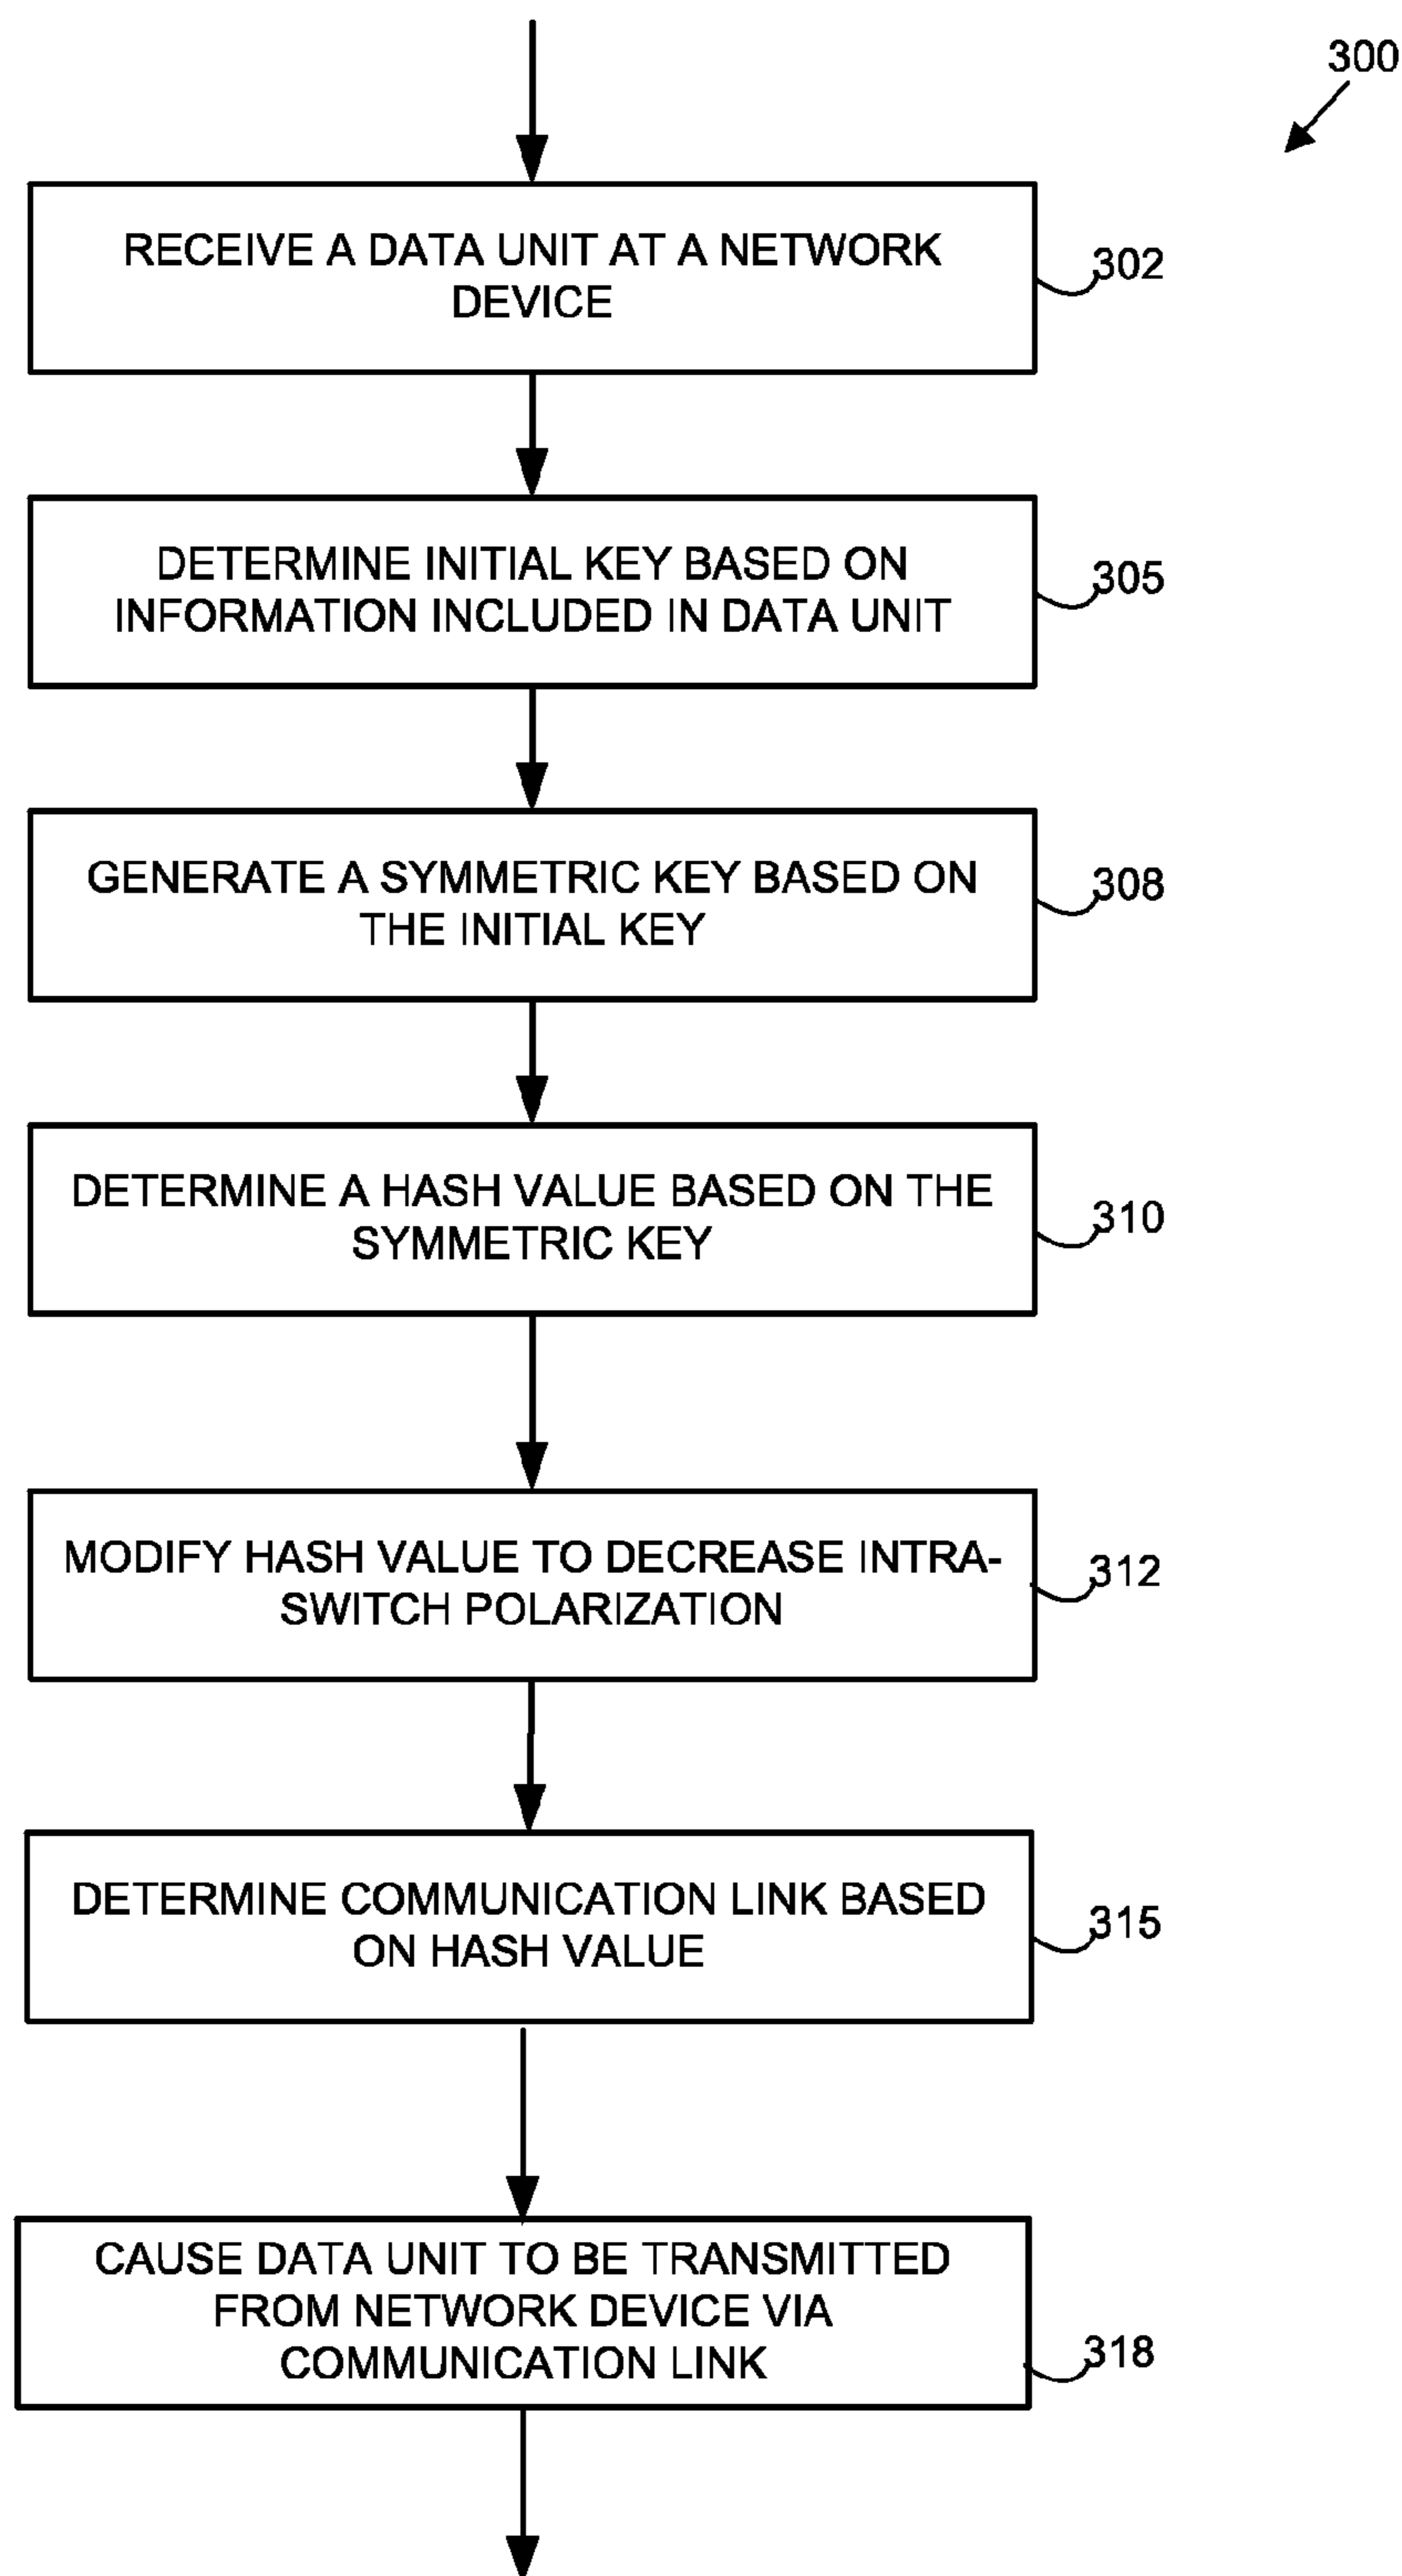 300
RECEIVE A DATA UNIT AT A NETWORK
DEVICE
302
DETERMINE INITIAL KEY BASED ON
INFORMATION INCLUDED IN DATA UNIT
305
GENERATE A SYMMETRIC KEY BASED ON
THE INITIAL KEY
308
DETERMINE A HASH VALUE BASED ON THE
SYMMETRIC KEY
310
MODIFY HASH VALUE TO DECREASE INTRA-
SWITCH POLARIZATION
312
DETERMINE COMMUNICATION LINK BASED
ON HASH VALUE
315
CAUSE DATA UNIT TO BE TRANSMITTED
FROM NETWORK DEVICE VIA
COMMUNICATION LINK
318